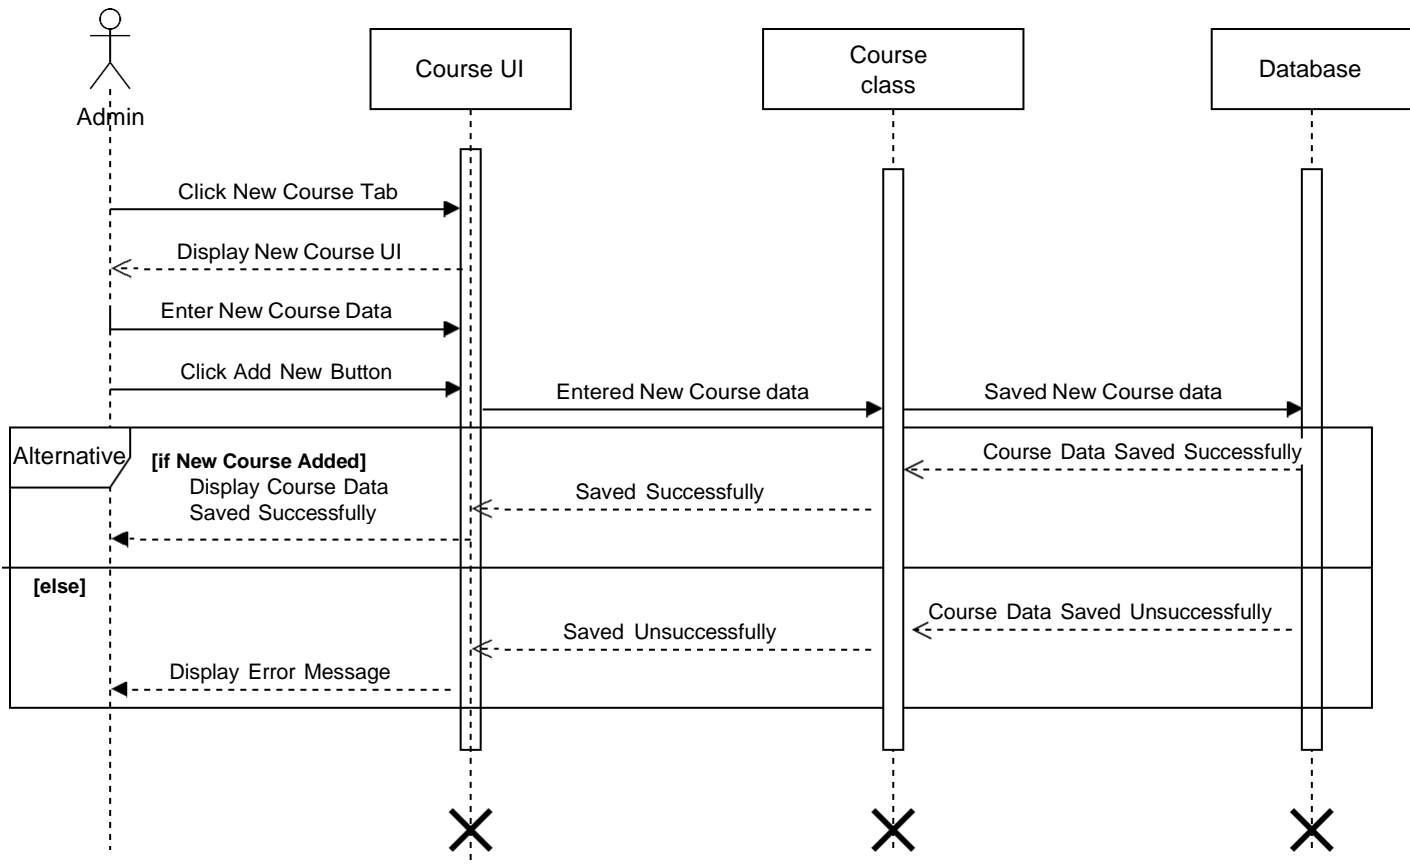 Admin
Course UI
Course
class
Database
Click New Course Tab
Display New Course UI
Enter New Course Data
Click Add New Button
Entered New Course data
Saved New Course data
Alternative
[if New Course Added]
Display Course Data
Saved Successfully
Saved Successfully
Course Data Saved Successfully
[else]
Course Data Saved Unsuccessfully
Saved Unsuccessfully
Display Error Message